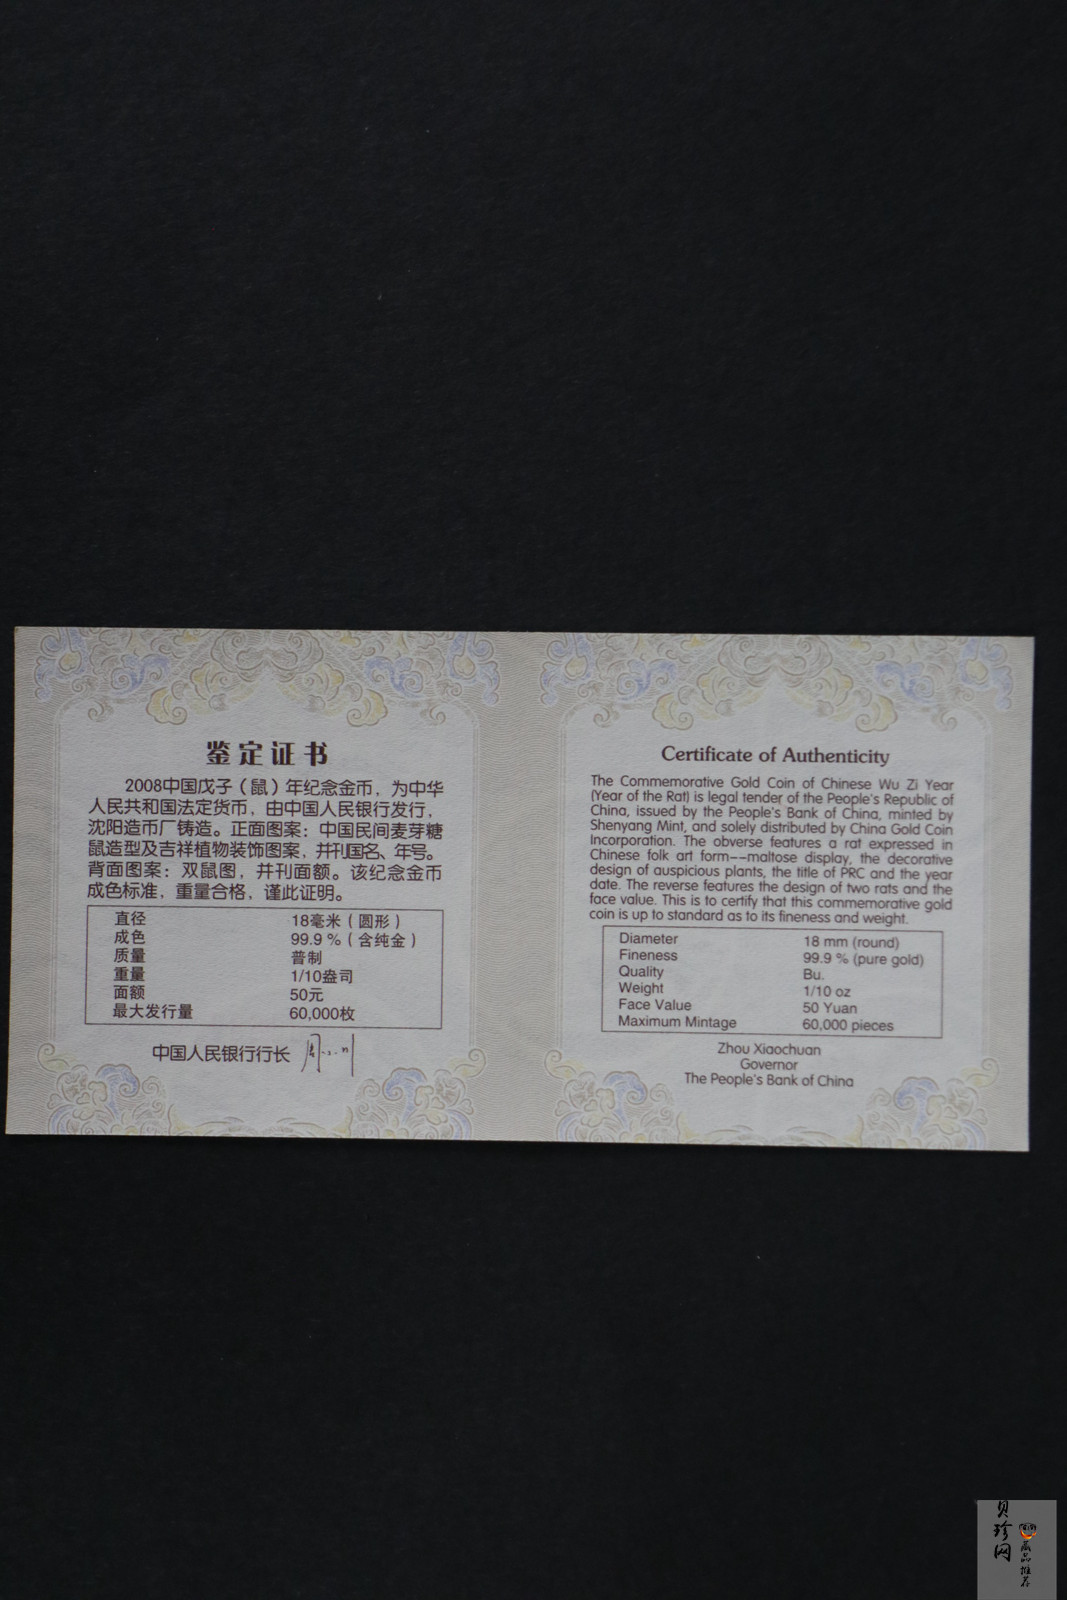 鉴定证书
2008中国戊子（鼠）年纪念金币，为中华
人民共和国法定货币，由中国人民银行发行，
沈阳造币厂铸造。正面图案：中国民间麦芽糖
鼠造型及吉祥植物装饰图案，并刊国名、年号。
背面图案：双鼠图，并刊面额。该纪念金币
成色标准，重量合格，谨此证明。
直径 18毫米（圆形）
成色 99.9 %（含纯金）
质量 普制
重量 1/10盎司
面额 50元
最大发行量 60,000枚
中国人民银行行长
Certificate of Authenticity
The Commemorative Gold Coin of Chinese Wu Zi Year
(Year of the Rat) is legal tender of the People's Republic of
China, issued by the People's Bank of China, minted by
Shenyang Mint, and solely distributed by China Gold Coin
Incorporation. The obverse features a rat expressed in
Chinese folk art form--maltose display, the decorative
design of auspicious plants, the title of PRC and the year
date. The reverse features the design of two rats and the
face value. This is to certify that this commemorative gold
coin is up to standard as to its fineness and weight.
Diameter 18 mm (round)
Fineness 99.9 % (pure gold)
Quality Bu.
Weight 1/10 oz
Face Value 50 Yuan
Maximum Mintage 60,000 pieces
Zhou Xiaochuan
Governor
The People's Bank of China
贝珍网
藏品推荐